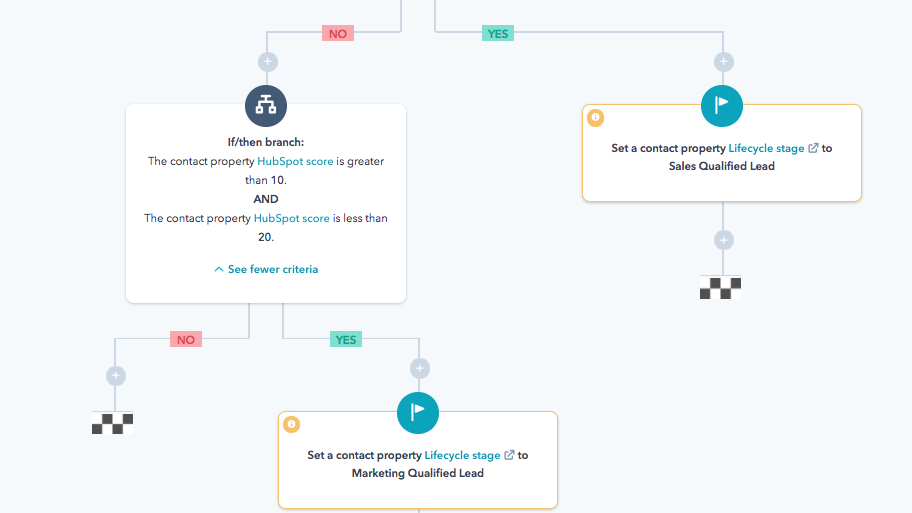 NO
YES
If/then branch:
The contact property HubSpot score is greater
than 10.
AND
The contact property HubSpot score is less than
20.
See fewer criteria
Set a contact property Lifecycle stage to
Sales Qualified Lead
NO
YES
Set a contact property Lifecycle stage to
Marketing Qualified Lead